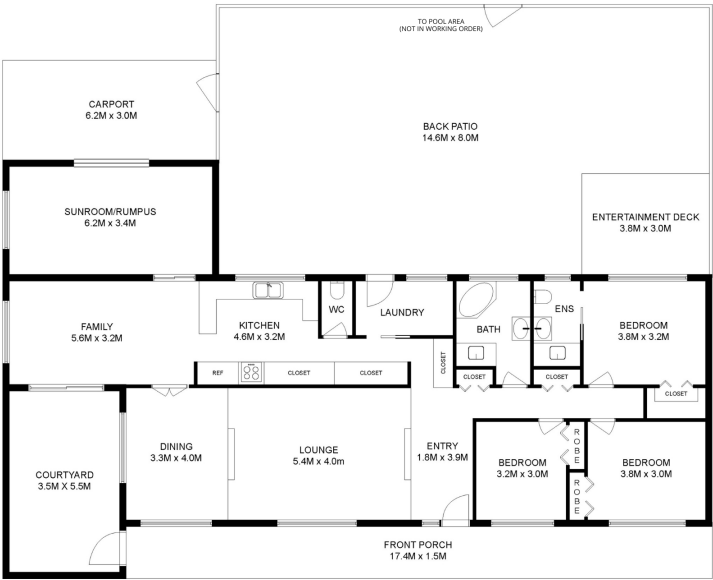 TO POOL AREA
(NOT IN WORKING ORDER)
CARPORT
6.2M x 3.0M
BACK PATIO
14.6M x 8.0M
SUNROOM/RUMPUS
6.2M x 3.4M
ENTERTAINMENT DECK
3.8M x 3.0M
FAMILY
5.6M x 3.2M
KITCHEN
4.6M x 3.2M
WC
LAUNDRY
BATH
ENS
BEDROOM
3.8M x 3.2M
REF
CLOSET
CLOSET
CLOSET
CLOSET
CLOSET
CLOSET
DINING
3.3M x 4.0M
LOUNGE
5.4M x 4.0m
ENTRY
1.8M x 3.9M
BEDROOM
3.2M x 3.0M
ROBE
ROBE
BEDROOM
3.8M x 3.0M
COURTYARD
3.5M X 5.5M
FRONT PORCH
17.4M x 1.5M